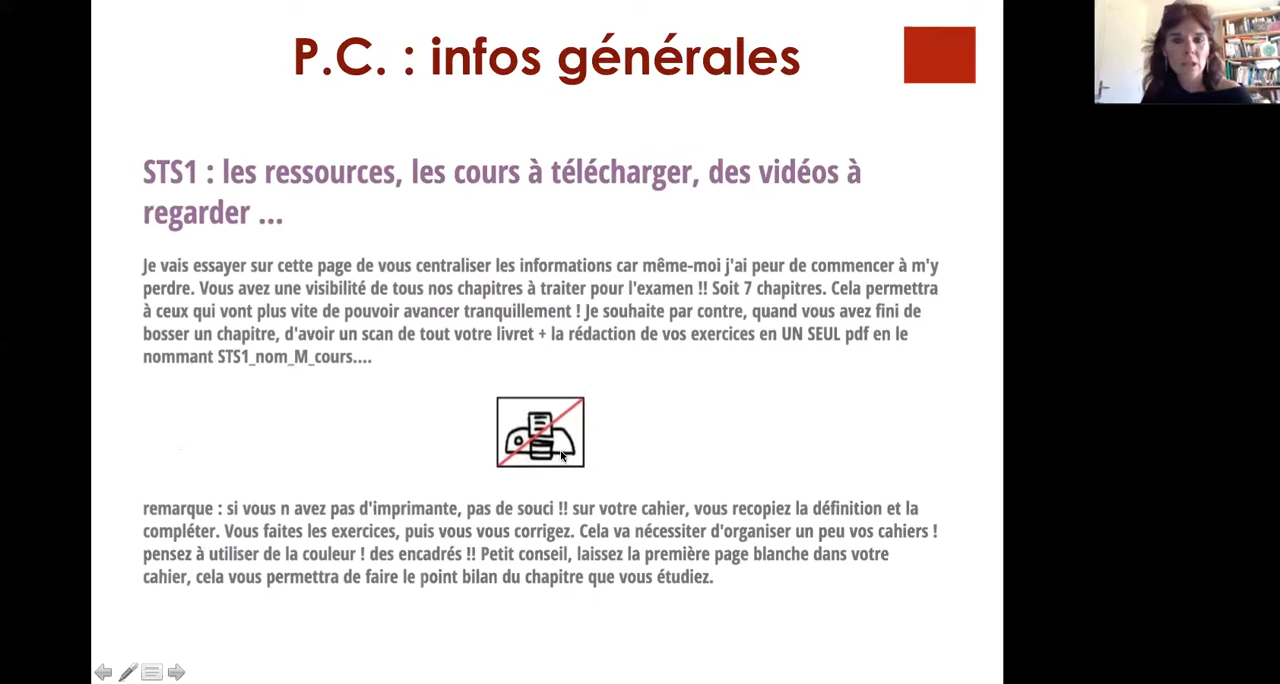 P.C. : infos générales
STS1 : les ressources, les cours à télécharger, des vidéos à
regarder ...
Je vais essayer sur cette page de vous centraliser les informations car même-moi j'ai peur de commencer à m'y
perdre. Vous avez une visibilité de tous nos chapitres à traiter pour l'examen !! Soit 7 chapitres. Cela permettra
à ceux qui vont plus vite de pouvoir avancer tranquillement ! Je souhaite par contre, quand vous avez fini de
bosser un chapitre, d'avoir un scan de tout votre livret + la rédaction de vos exercices en UN SEUL pdf en le
nommant STS1_nom_M_cours....
remarque : si vous n avez pas d'imprimante, pas de souci !! sur votre cahier, vous recopiez la définition et la
compléter. Vous faites les exercices, puis vous vous corrigez. Cela va nécessiter d'organiser un peu vos cahiers !
pensez à utiliser de la couleur ! des encadrés !! Petit conseil, laissez la première page blanche dans votre
cahier, cela vous permettra de faire le point bilan du chapitre que vous étudiez.